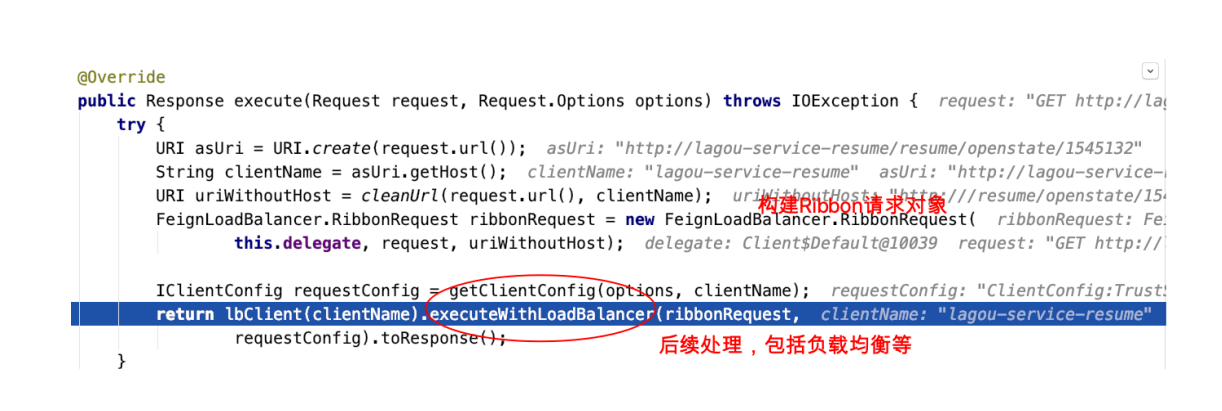 @Override
public Response execute(Request request, Request.Options options) throws IOException {  request: "GET http://lag
try {
URI asUri = URI.create(request.url());  asUri: "http://lagou-service-resume/resume/openstate/1545132"
String clientName = asUri.getHost();  clientName: "lagou-service-resume"  asUri: "http://lagou-service-
URI uriWithoutHost = cleanUrl(request.url(), clientName);  uriWithoutHost: "http:///resume/openstate/154
构建Ribbon请求对象
FeignLoadBalancer.RibbonRequest ribbonRequest = new FeignLoadBalancer.RibbonRequest(  ribbonRequest: Fei
this.delegate, request, uriWithoutHost);  delegate: Client$Default@10039  request: "GET http://
IClientConfig requestConfig = getClientConfig(options, clientName);  requestConfig: "ClientConfig:TrustS
return lbClient(clientName).executeWithLoadBalancer(ribbonRequest,  clientName: "lagou-service-resume"
requestConfig).toResponse();
后续处理，包括负载均衡等
}